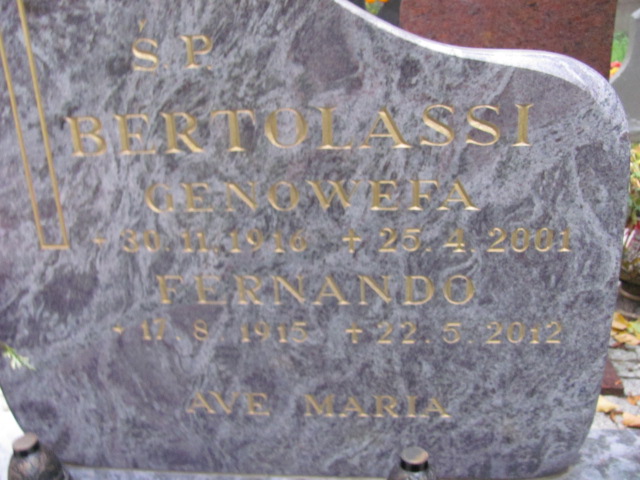 Ś.P.
BERTOLASSI
GENOWEFA
* 30. 11. 1916 + 25. 4. 2001
FERNANDO
* 17. 8. 1915 + 22. 5. 2012
AVE MARIA